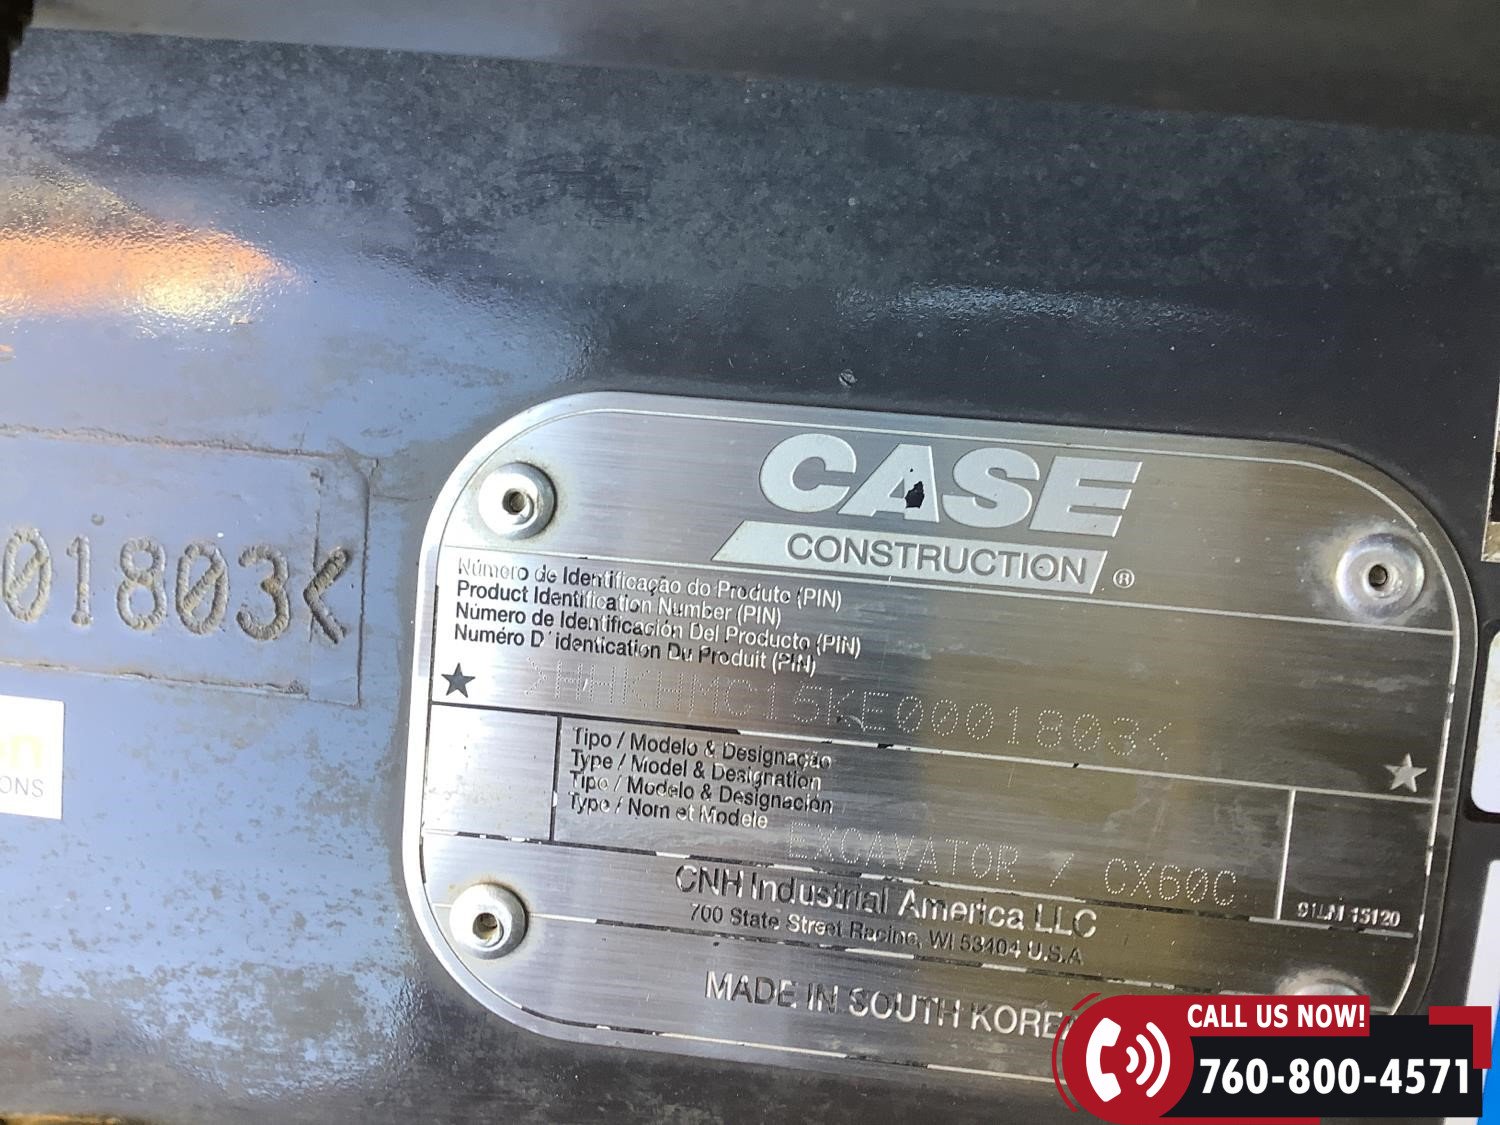 CASE
CONSTRUCTION ®
Número de Identificação do Produto (PIN)
Product Identification Number (PIN)
Número de Identificación Del Producto (PIN)
Numéro D'identication Du Produit (PIN)
>HHKHMC15KE0001803<
01803<
Tipo / Modelo & Designação
Type / Model & Designation
Tipo / Modelo & Designación
Type / Nom et Modele
EXCAVATOR / CX60C
CNH Industrial America LLC
700 State Street Racine, WI 53404 U.S.A
MADE IN SOUTH KORE
ONS
CALL US NOW!
760-800-4571